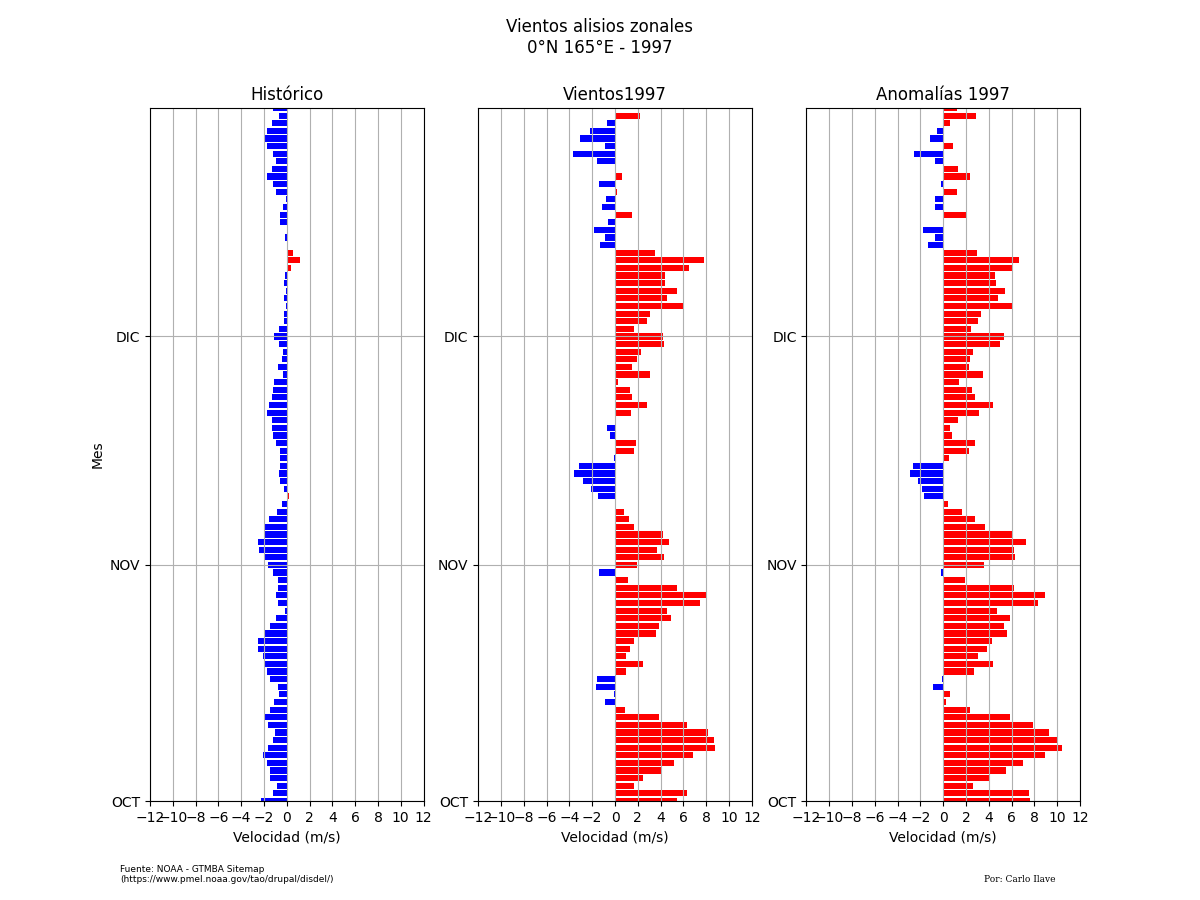 Vientos alisios zonales
0°N 165°E - 1997
Histórico
Vientos1997
Anomalías 1997
Mes
DIC
NOV
OCT
−12 −10 −8 −6 −4 −2 0 2 4 6 8 10 12
Velocidad (m/s)
DIC
NOV
OCT
−12 −10 −8 −6 −4 −2 0 2 4 6 8 10 12
Velocidad (m/s)
DIC
NOV
OCT
−12 −10 −8 −6 −4 −2 0 2 4 6 8 10 12
Velocidad (m/s)
Fuente: NOAA - GTMBA Sitemap
(https://www.pmel.noaa.gov/tao/drupal/disdel/)
Por: Carlo Ilave